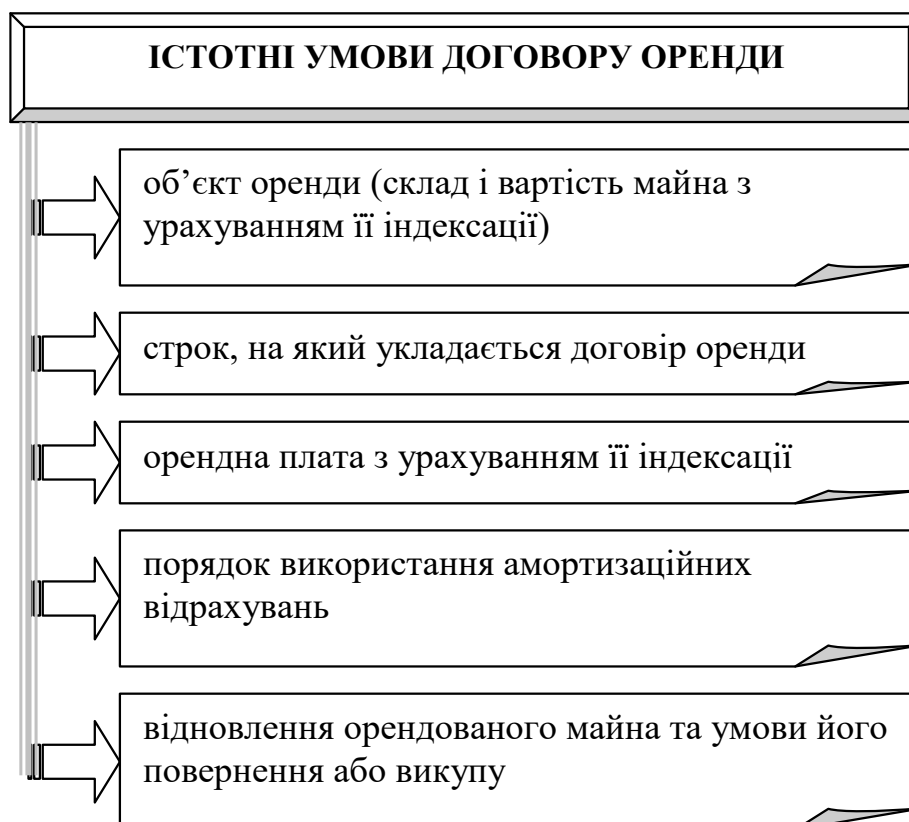 ІСТОТНІ УМОВИ ДОГОВОРУ ОРЕНДИ
об’єкт оренди (склад і вартість майна з
урахуванням її індексації)
строк, на який укладається договір оренди
орендна плата з урахуванням її індексації
порядок використання амортизаційних
відрахувань
відновлення орендованого майна та умови його
повернення або викупу